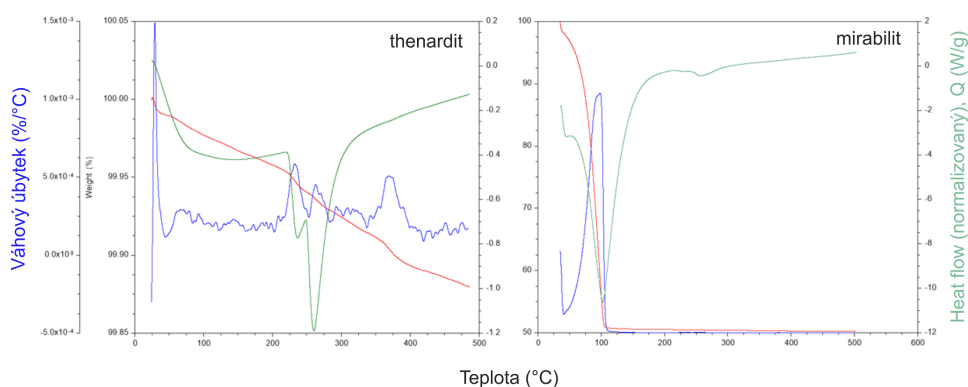 thenardit
mirabilit
Váhový úbytek (%/°C)
1.5x10⁻³
1.0x10⁻³
5.0x10⁻⁴
0.0x10⁰
-5.0x10⁻⁴
Weight (%)
100.05
100.00
99.95
99.90
99.85
0.2
0.0
-0.2
-0.4
-0.6
-0.8
-1.0
-1.2
0 100 200 300 400 500
100
90
80
70
60
50
2
0
-2
-4
-6
-8
-10
-12
0 100 200 300 400 500 600
Heat flow (normalizovaný), Q (W/g)
Teplota (°C)